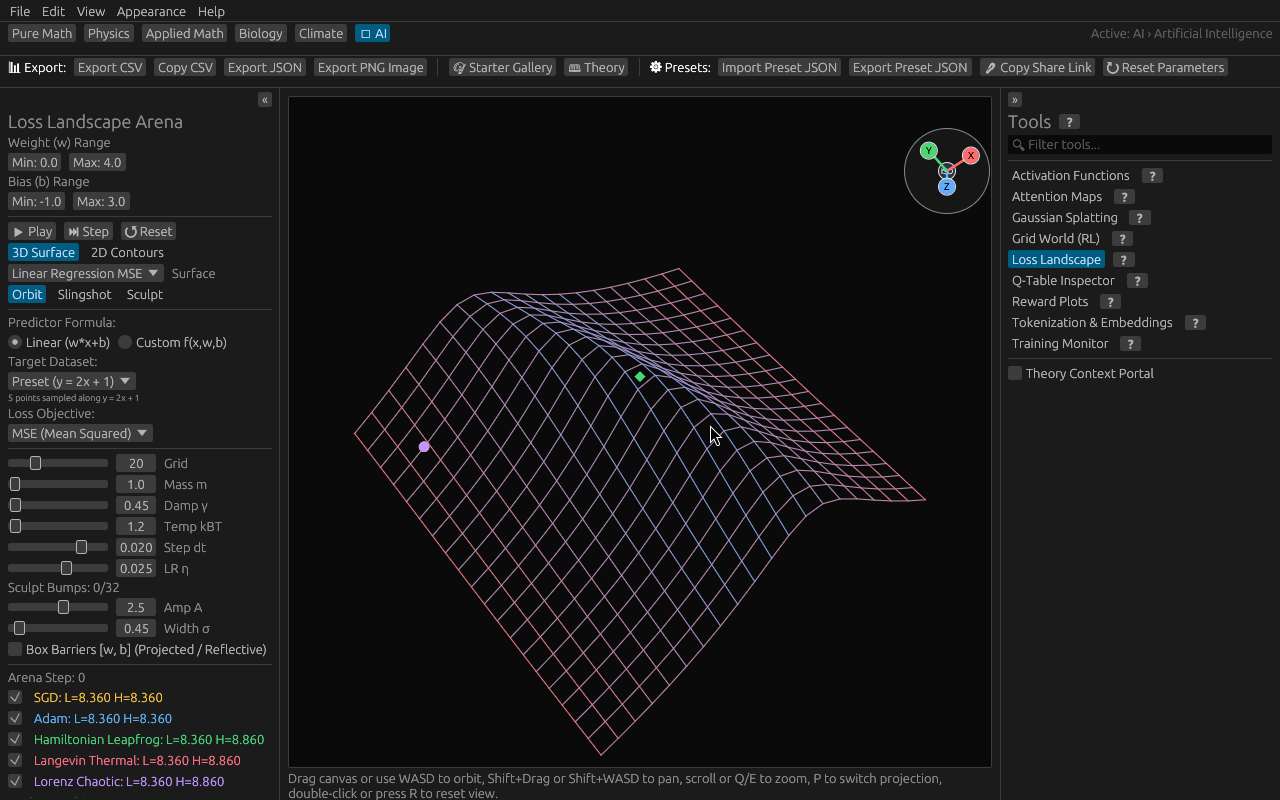 File Edit View Appearance Help
Pure Math Physics Applied Math Biology Climate AI Active: AI › Artificial Intelligence
Export: Export CSV Copy CSV Export JSON Export PNG Image Starter Gallery Theory Presets: Import Preset JSON Export Preset JSON Copy Share Link Reset Parameters
«
Loss Landscape Arena
Weight (w) Range
Min: 0.0 Max: 4.0
Bias (b) Range
Min: -1.0 Max: 3.0
Play Step Reset
3D Surface 2D Contours
Linear Regression MSE Surface
Orbit Slingshot Sculpt
Predictor Formula:
Linear (w*x+b) Custom f(x,w,b)
Target Dataset:
Preset (y = 2x + 1)
5 points sampled along y = 2x + 1
Loss Objective:
MSE (Mean Squared)
20 Grid
1.0 Mass m
0.45 Damp γ
1.2 Temp kBT
0.020 Step dt
0.025 LR η
Sculpt Bumps: 0/32
2.5 Amp A
0.45 Width σ
Box Barriers [w, b] (Projected / Reflective)
Arena Step: 0
SGD: L=8.360 H=8.360
Adam: L=8.360 H=8.360
Hamiltonian Leapfrog: L=8.360 H=8.860
Langevin Thermal: L=8.360 H=8.860
Lorenz Chaotic: L=8.360 H=8.860
Y X
Z
Drag canvas or use WASD to orbit, Shift+Drag or Shift+WASD to pan, scroll or Q/E to zoom, P to switch projection,
double-click or press R to reset view.
»
Tools ?
Filter tools...
Activation Functions ?
Attention Maps ?
Gaussian Splatting ?
Grid World (RL) ?
Loss Landscape ?
Q-Table Inspector ?
Reward Plots ?
Tokenization & Embeddings ?
Training Monitor ?
Theory Context Portal